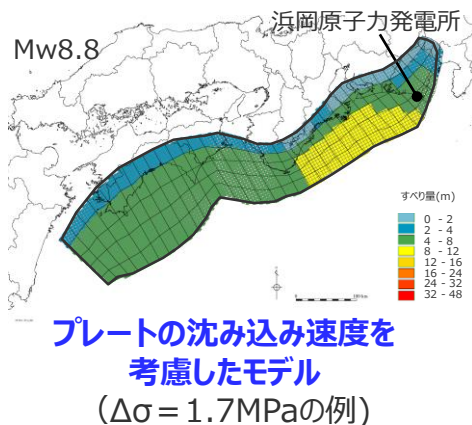 浜岡原子力発電所
Mw8.8
すべり量(m)
0 - 2
2 - 4
4 - 8
8 - 12
12 - 16
16 - 24
24 - 32
32 - 48
プレートの沈み込み速度を
考慮したモデル
(Δσ＝1.7MPaの例)